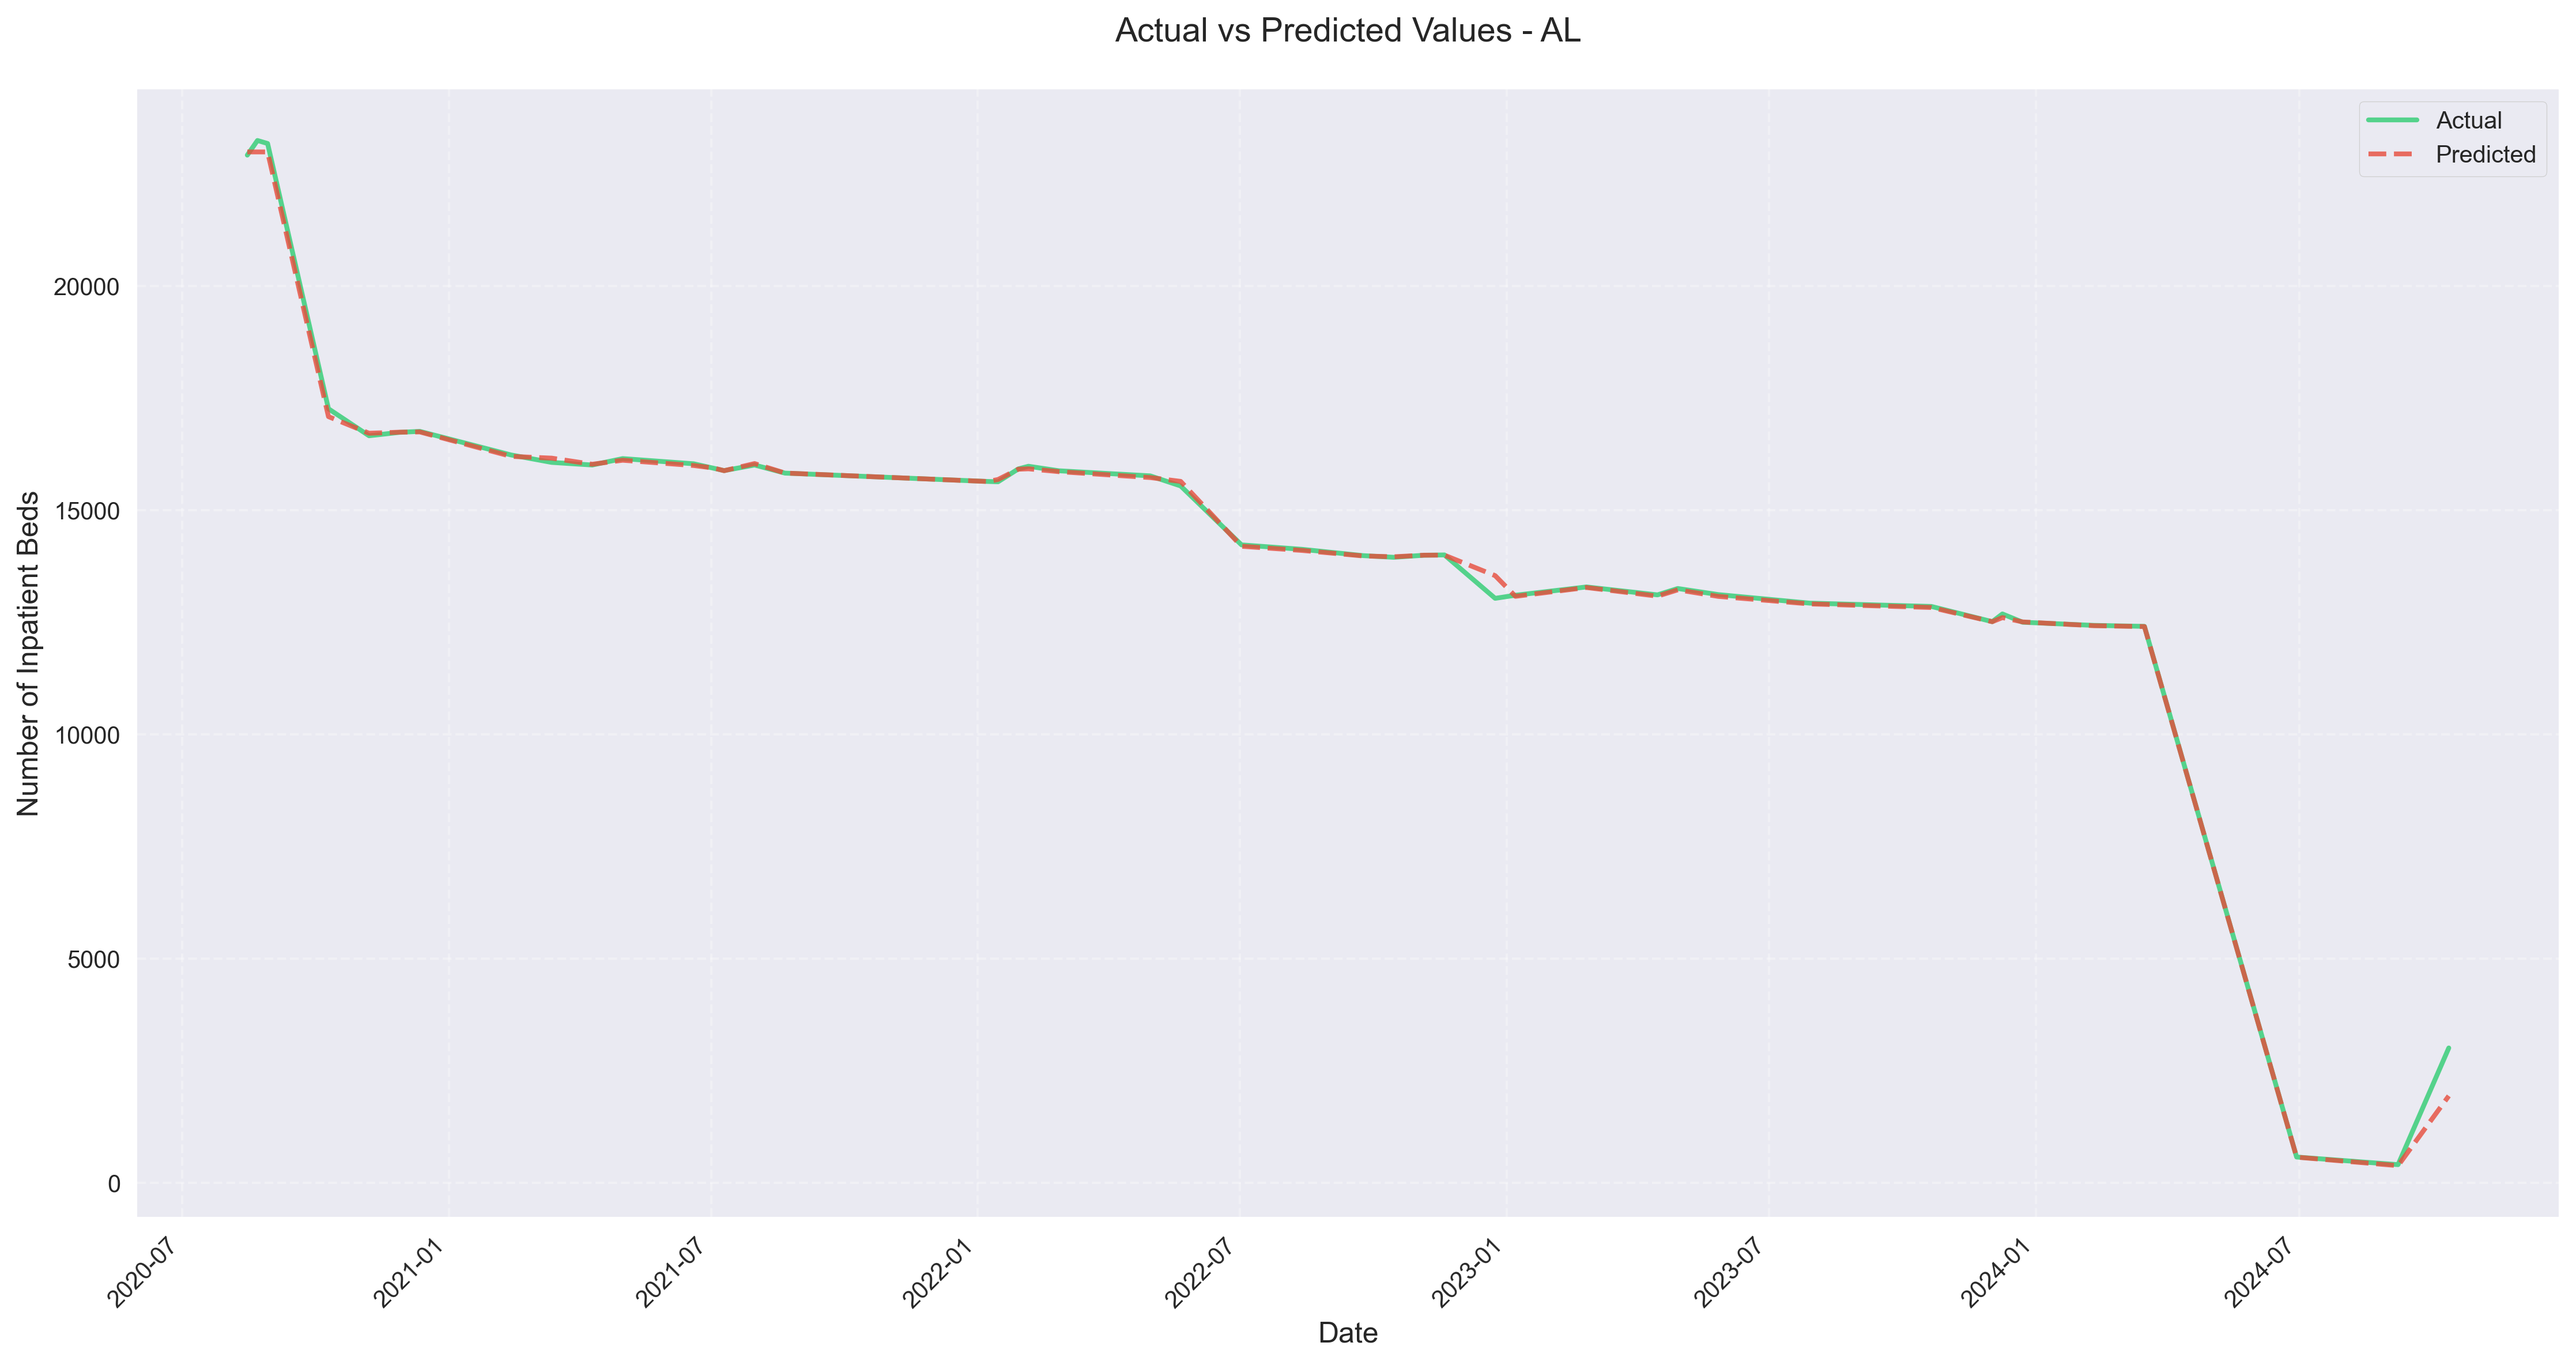 Actual vs Predicted Values - AL
Actual
Predicted
Number of Inpatient Beds
20000
15000
10000
5000
0
2020-07
2021-01
2021-07
2022-01
2022-07
2023-01
2023-07
2024-01
2024-07
Date